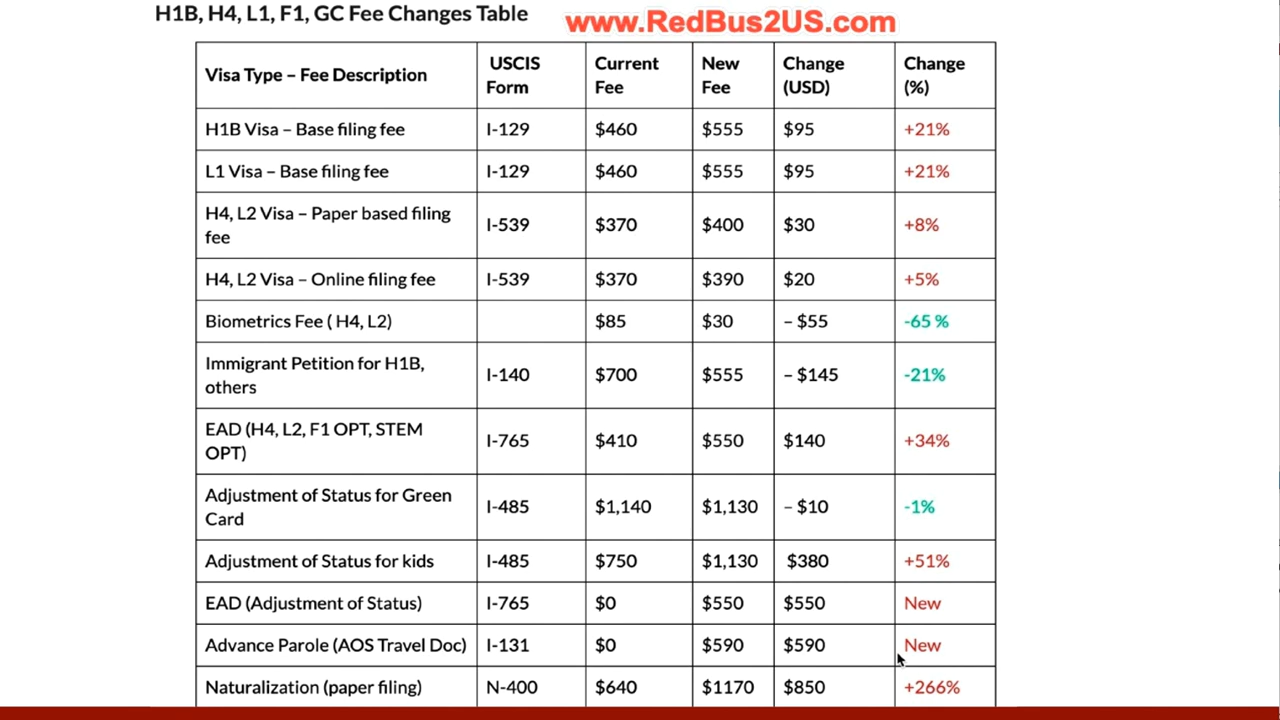 H1B, H4, L1, F1, GC Fee Changes Table
www.RedBus2US.com
Visa Type – Fee Description USCIS Form Current Fee New Fee Change (USD) Change (%)
H1B Visa – Base filing fee I-129 $460 $555 $95 +21%
L1 Visa – Base filing fee I-129 $460 $555 $95 +21%
H4, L2 Visa – Paper based filing fee I-539 $370 $400 $30 +8%
H4, L2 Visa – Online filing fee I-539 $370 $390 $20 +5%
Biometrics Fee ( H4, L2) $85 $30 – $55 -65 %
Immigrant Petition for H1B, others I-140 $700 $555 – $145 -21%
EAD (H4, L2, F1 OPT, STEM OPT) I-765 $410 $550 $140 +34%
Adjustment of Status for Green Card I-485 $1,140 $1,130 – $10 -1%
Adjustment of Status for kids I-485 $750 $1,130 $380 +51%
EAD (Adjustment of Status) I-765 $0 $550 $550 New
Advance Parole (AOS Travel Doc) I-131 $0 $590 $590 New
Naturalization (paper filing) N-400 $640 $1170 $850 +266%